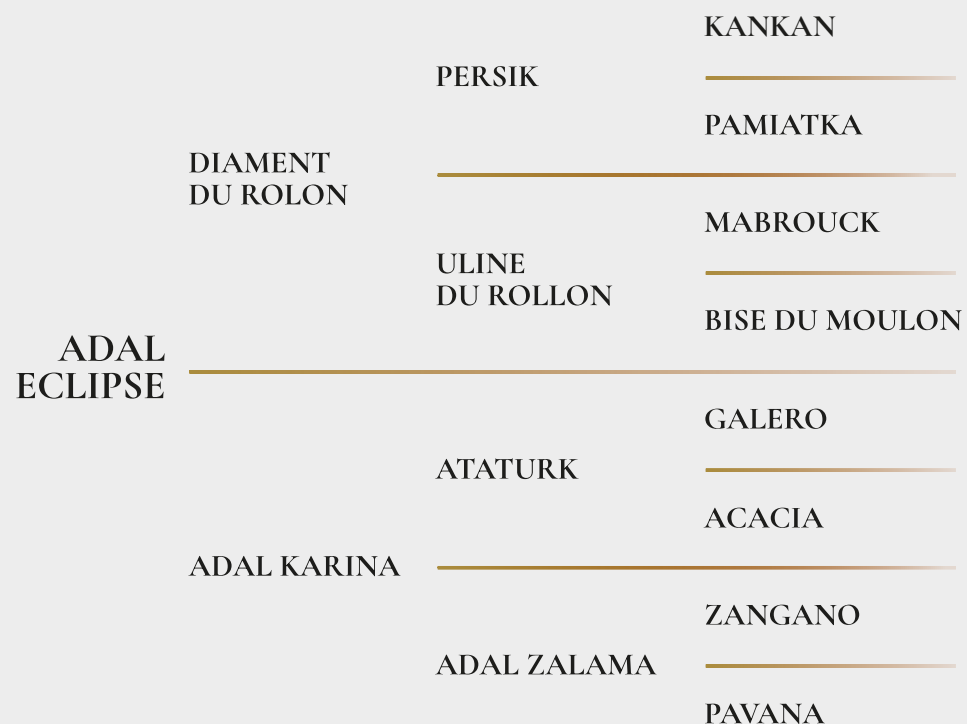 KANKAN
PERSIK
PAMIATKA
DIAMENT
DU ROLON
MABROUCK
ULINE
DU ROLLON
BISE DU MOULON
ADAL
ECLIPSE
GALERO
ATATURK
ACACIA
ADAL KARINA
ZANGANO
ADAL ZALAMA
PAVANA